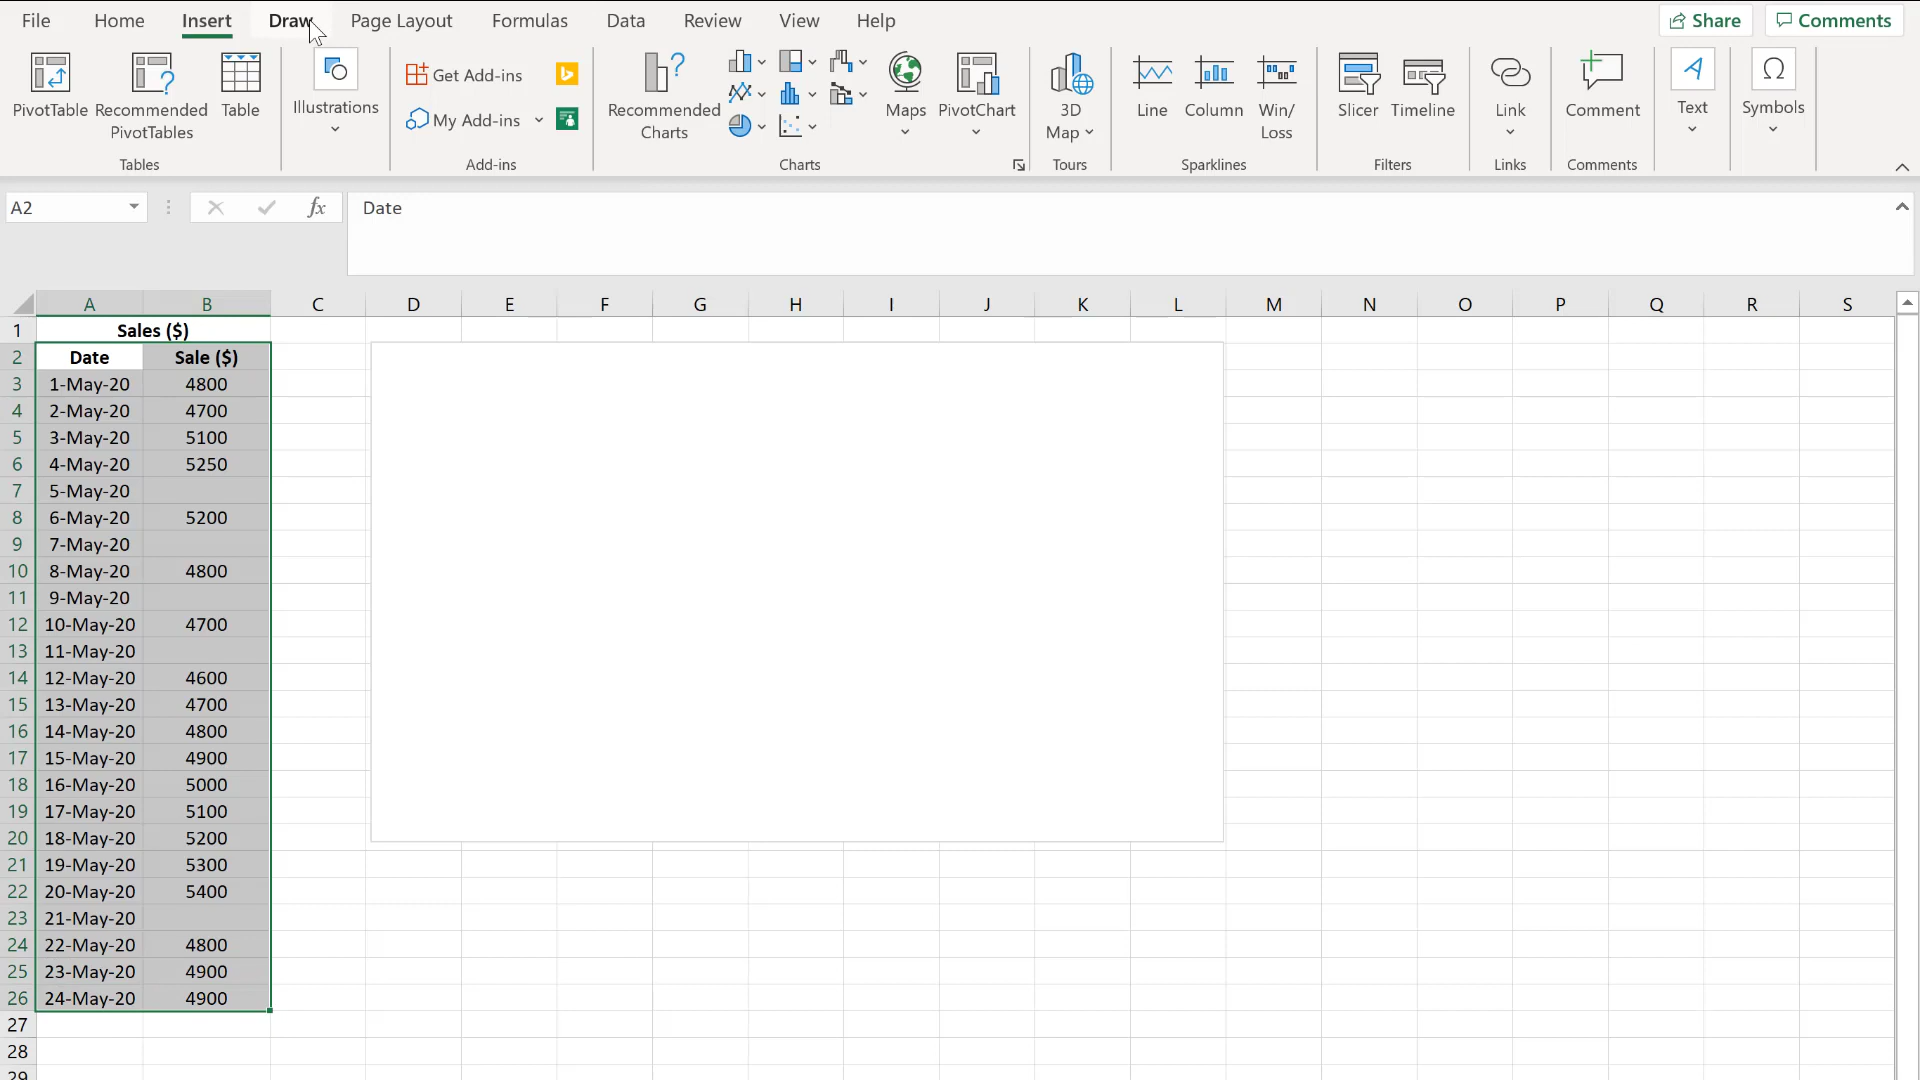 File Home Insert Draw Page Layout Formulas Data Review View Help Share Comments
PivotTable Recommended PivotTables Table
Illustrations
Get Add-ins
My Add-ins
Recommended Charts
Maps PivotChart
3D Map
Line Column Win/Loss
Slicer Timeline
Link
Comment
Text
Symbols
Tables Add-ins Charts Tours Sparklines Filters Links Comments
A2 fx Date
A B C D E F G H I J K L M N O P Q R S
1 Sales ($)
2 Date Sale ($)
3 1-May-20 4800
4 2-May-20 4700
5 3-May-20 5100
6 4-May-20 5250
7 5-May-20
8 6-May-20 5200
9 7-May-20
10 8-May-20 4800
11 9-May-20
12 10-May-20 4700
13 11-May-20
14 12-May-20 4600
15 13-May-20 4700
16 14-May-20 4800
17 15-May-20 4900
18 16-May-20 5000
19 17-May-20 5100
20 18-May-20 5200
21 19-May-20 5300
22 20-May-20 5400
23 21-May-20
24 22-May-20 4800
25 23-May-20 4900
26 24-May-20 4900
27
28
29